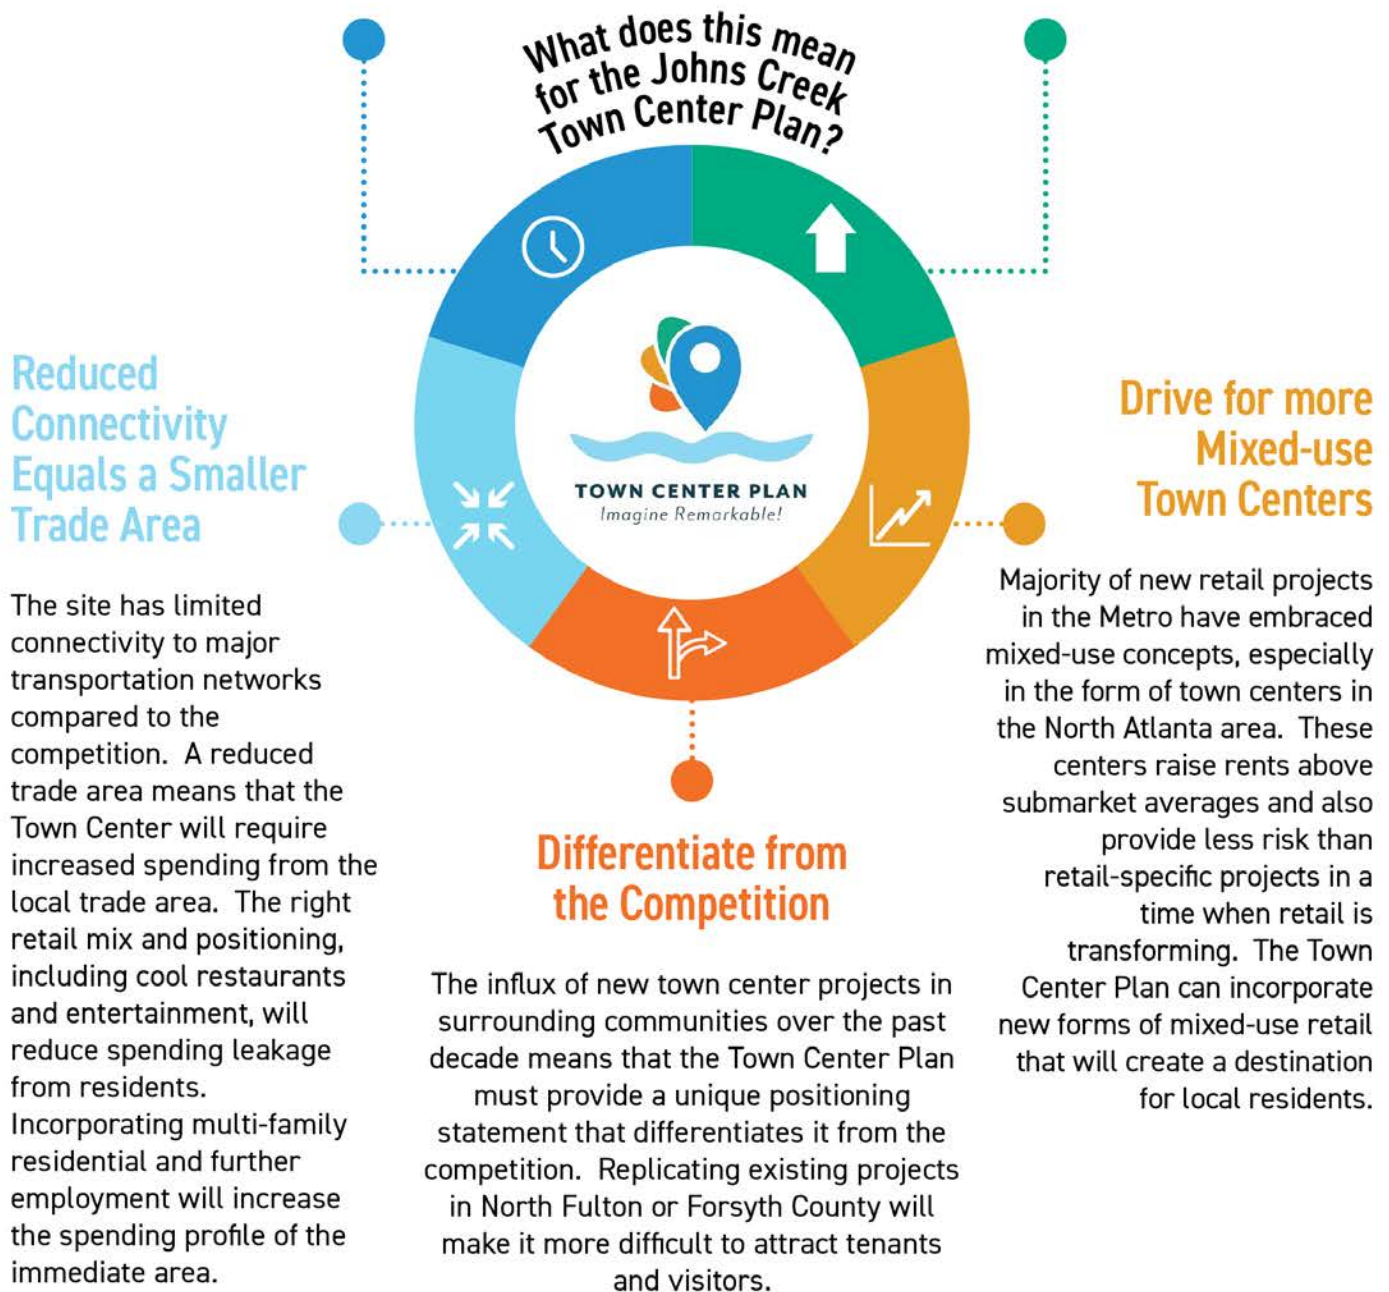 What does this mean
for the Johns Creek
Town Center Plan?
TOWN CENTER PLAN
Imagine Remarkable!
Reduced
Connectivity
Equals a Smaller
Trade Area
The site has limited
connectivity to major
transportation networks
compared to the
competition.  A reduced
trade area means that the
Town Center will require
increased spending from the
local trade area.  The right
retail mix and positioning,
including cool restaurants
and entertainment, will
reduce spending leakage
from residents.
Incorporating multi-family
residential and further
employment will increase
the spending profile of the
immediate area.
Differentiate from
the Competition
The influx of new town center projects in
surrounding communities over the past
decade means that the Town Center Plan
must provide a unique positioning
statement that differentiates it from the
competition.  Replicating existing projects
in North Fulton or Forsyth County will
make it more difficult to attract tenants
and visitors.
Drive for more
Mixed-use
Town Centers
Majority of new retail projects
in the Metro have embraced
mixed-use concepts, especially
in the form of town centers in
the North Atlanta area.  These
centers raise rents above
submarket averages and also
provide less risk than
retail-specific projects in a
time when retail is
transforming.  The Town
Center Plan can incorporate
new forms of mixed-use retail
that will create a destination
for local residents.